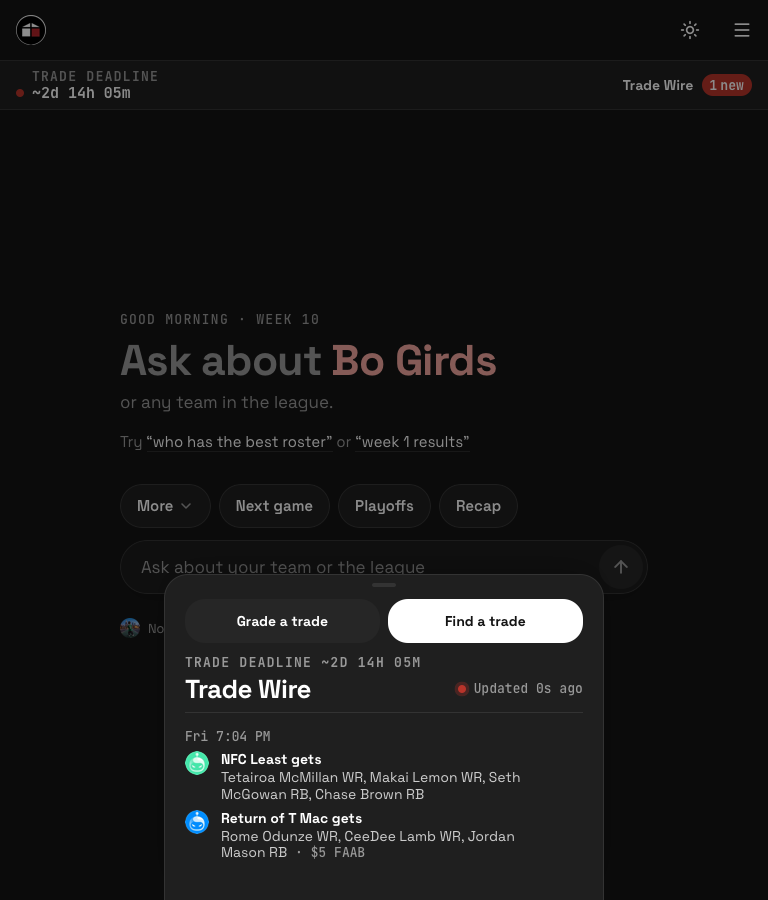 TRADE DEADLINE
~2d 14h 05m
Trade Wire 1 new
GOOD MORNING · WEEK 10
Ask about Bo Girds
or any team in the league.
Try “who has the best roster” or “week 1 results”
More
Next game
Playoffs
Recap
Ask about your team or the league
No
Grade a trade
Find a trade
TRADE DEADLINE ~2D 14H 05M
Trade Wire
Updated 0s ago
Fri 7:04 PM
NFC Least gets
Tetairoa McMillan WR, Makai Lemon WR, Seth
McGowan RB, Chase Brown RB
Return of T Mac gets
Rome Odunze WR, CeeDee Lamb WR, Jordan
Mason RB · $5 FAAB